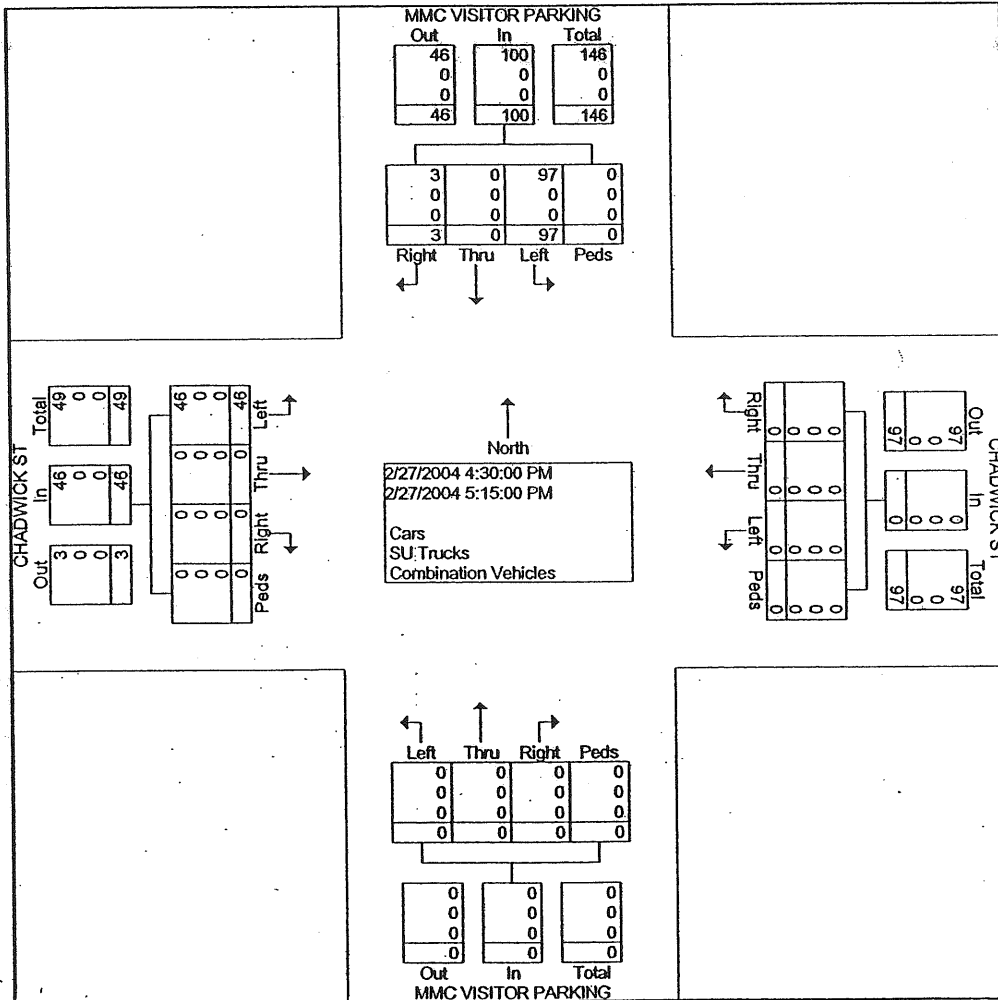 MMC VISITOR PARKING
Out In Total
46 100 146
0 0 0
0 0 0
46 100 146
3 0 97 0
0 0 0 0
0 0 0 0
3 0 97 0
Right Thru Left Peds
CHADWICK ST
Total
49 0 0 49
In
46 0 0 46
Out
3 0 0 3
Left
46 0 0 46
Thru
0 0 0 0
Right
0 0 0 0
Peds
0 0 0 0
North
2/27/2004 4:30:00 PM
2/27/2004 5:15:00 PM
Cars
SU Trucks
Combination Vehicles
Right
0 0 0 0
Thru
0 0 0 0
Left
0 0 0 0
Peds
0 0 0 0
CHADWICK ST
Out
97 0 0 97
In
0 0 0 0
Total
97 0 0 97
Left Thru Right Peds
0 0 0 0
0 0 0 0
0 0 0 0
0 0 0 0
0 0 0
0 0 0
0 0 0
0 0 0
Out In Total
MMC VISITOR PARKING